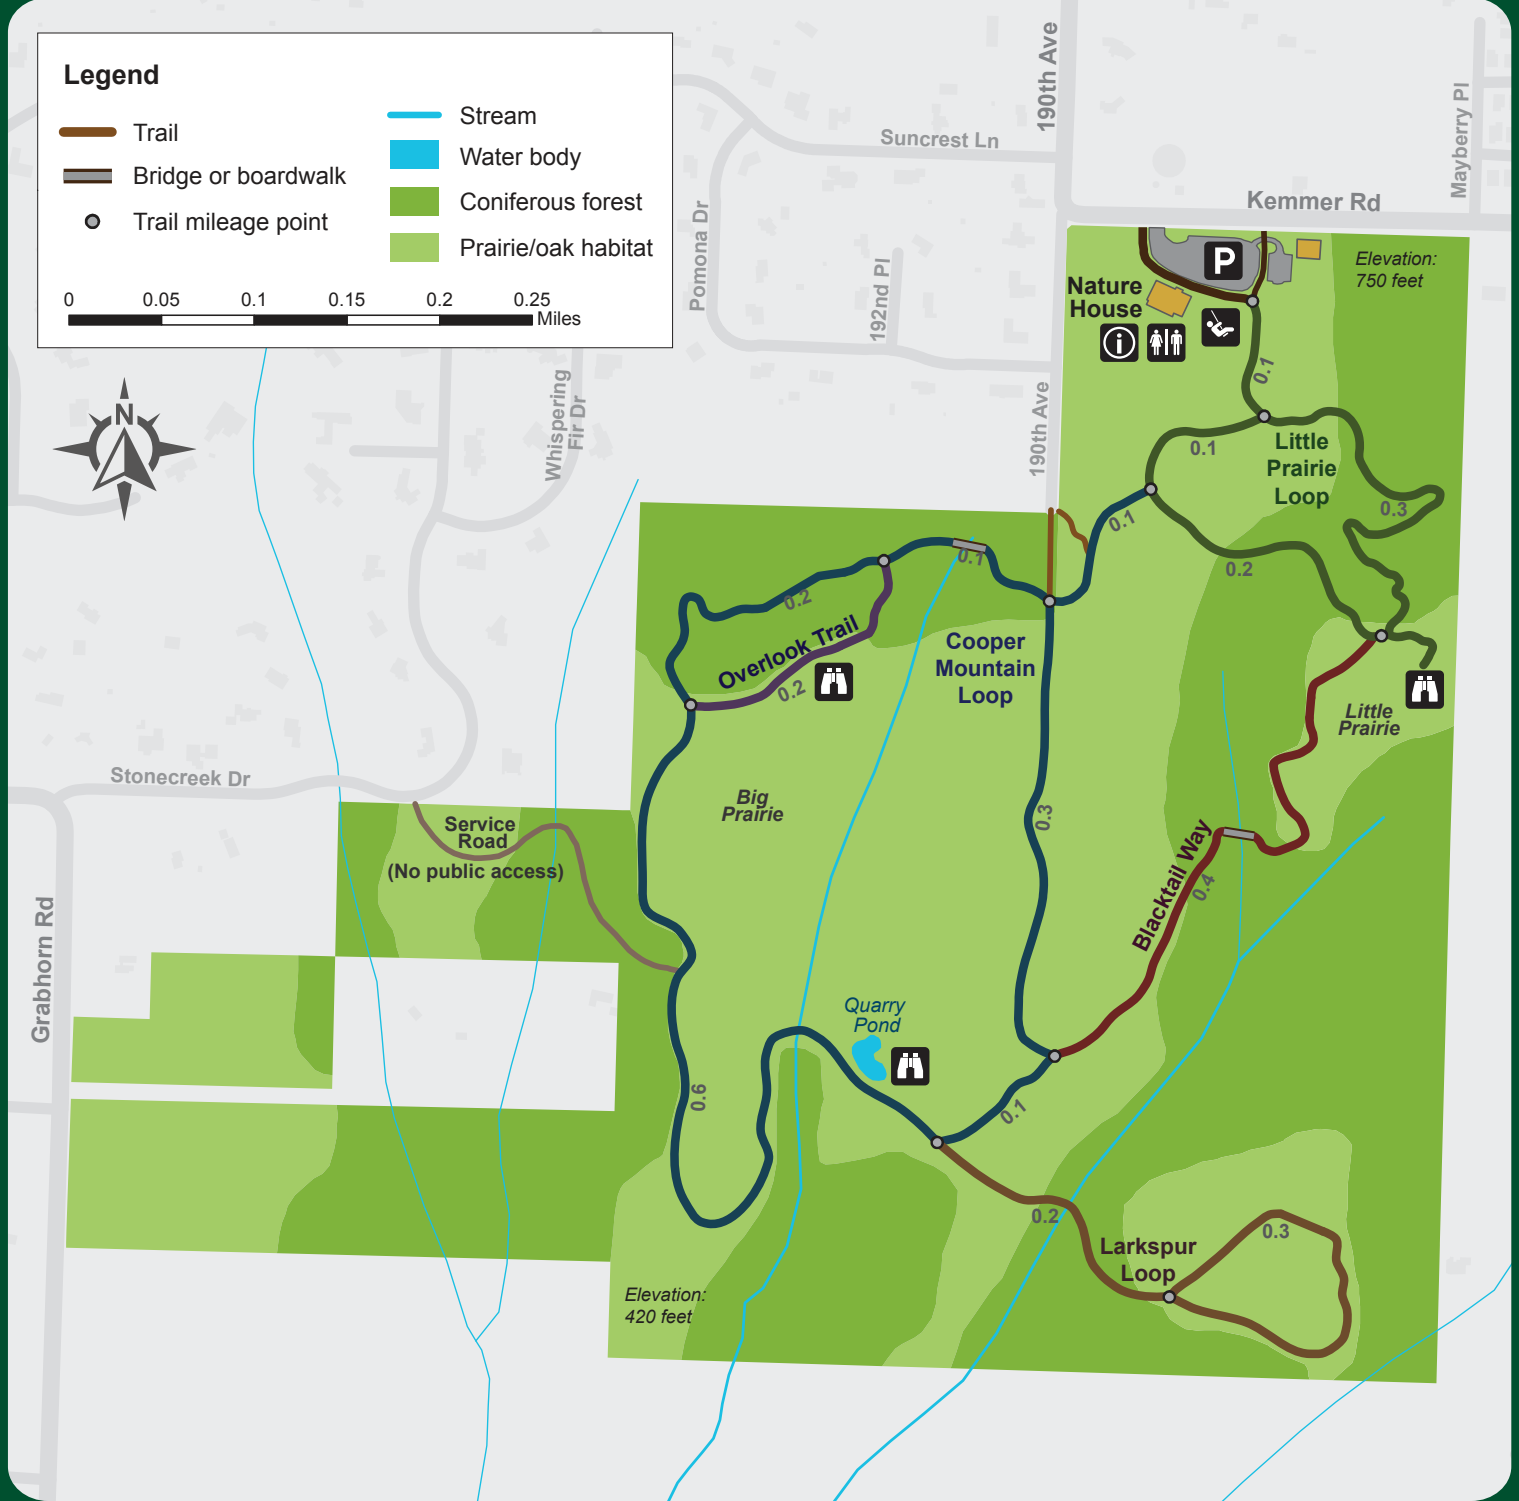 Legend
Trail
Bridge or boardwalk
Trail mileage point
Stream
Water body
Coniferous forest
Prairie/oak habitat
0 0.05 0.1 0.15 0.2 0.25
Miles
N
190th Ave
Suncrest Ln
Mayberry Pl
Kemmer Rd
Pomona Dr
192nd Pl
Whispering
Fir Dr
190th Ave
P
Elevation:
750 feet
Nature
House
i
0.1
0.1
Little
Prairie
Loop
0.3
0.1
0.2
0.1
0.2
Overlook Trail
0.2
Cooper
Mountain
Loop
Little
Prairie
Big
Prairie
0.3
Stonecreek Dr
Service
Road
(No public access)
Blacktail Way
0.4
Grabhorn Rd
Quarry
Pond
0.6
0.1
0.2
Larkspur
Loop
0.3
Elevation:
420 feet